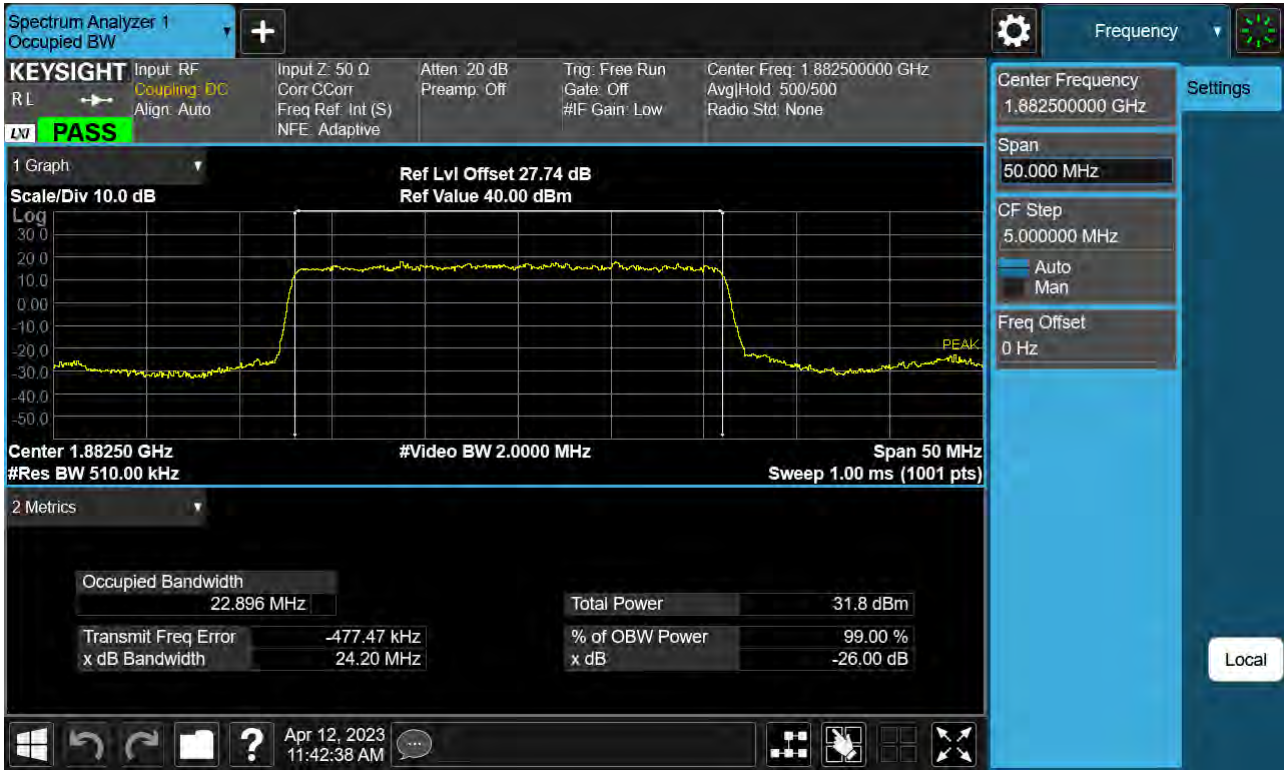 Spectrum Analyzer 1
Occupied BW
Frequency
KEYSIGHT
RL
LXI
PASS
Input: RF
Coupling: DC
Align: Auto
Input Z: 50 Ω
Corr CCorr
Freq Ref: Int (S)
NFE: Adaptive
Atten: 20 dB
Preamp: Off
Trig: Free Run
Gate: Off
#IF Gain: Low
Center Freq: 1.882500000 GHz
Avg|Hold: 500/500
Radio Std: None
1 Graph
Scale/Div 10.0 dB
Ref Lvl Offset 27.74 dB
Ref Value 40.00 dBm
Log
30.0
20.0
10.0
0.00
-10.0
-20.0
-30.0
-40.0
-50.0
PEAK
Center 1.88250 GHz
#Video BW 2.0000 MHz
Span 50 MHz
#Res BW 510.00 kHz
Sweep 1.00 ms (1001 pts)
2 Metrics
Occupied Bandwidth
22.896 MHz
Total Power 31.8 dBm
Transmit Freq Error -477.47 kHz
% of OBW Power 99.00 %
x dB Bandwidth 24.20 MHz
x dB -26.00 dB
Center Frequency
1.882500000 GHz
Settings
Span
50.000 MHz
CF Step
5.000000 MHz
Auto
Man
Freq Offset
0 Hz
Local
?
Apr 12, 2023
11:42:38 AM